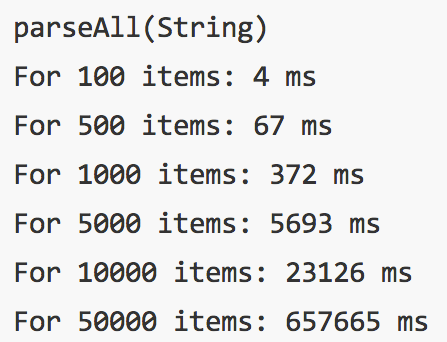 parseAll(String)
For 100 items: 4 ms
For 500 items: 67 ms
For 1000 items: 372 ms
For 5000 items: 5693 ms
For 10000 items: 23126 ms
For 50000 items: 657665 ms